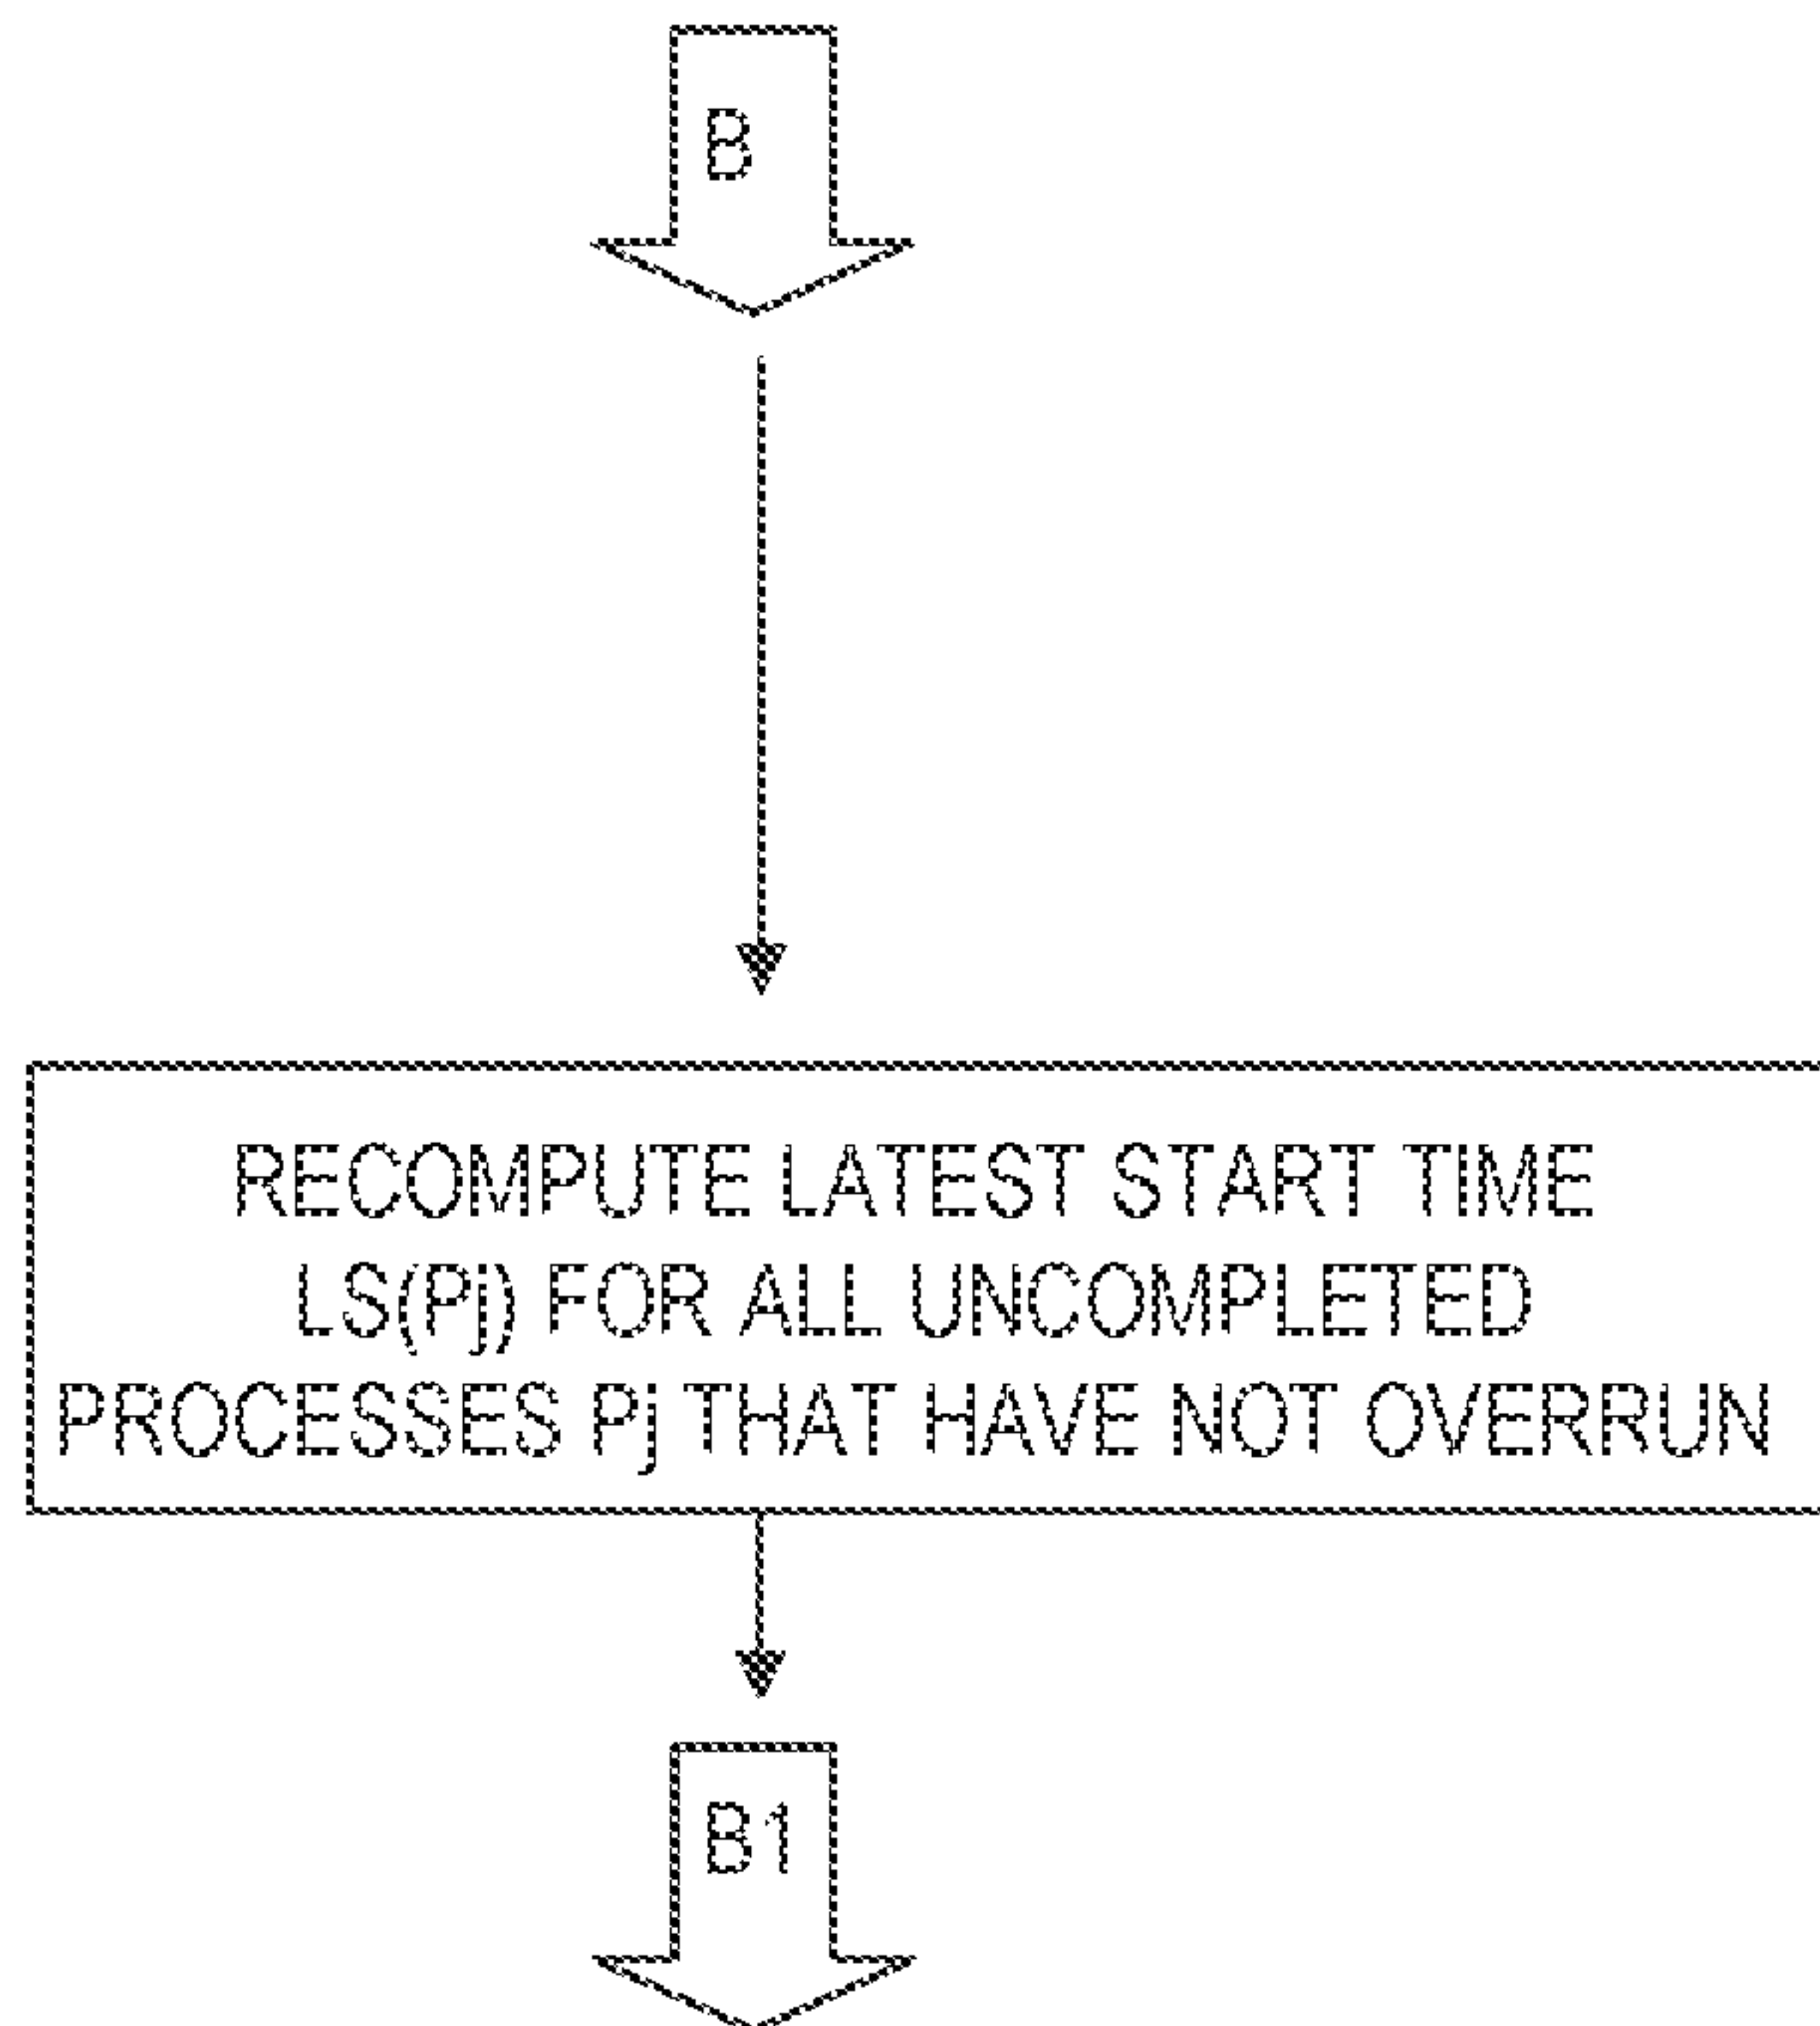 B
RECOMPUTE LATEST START TIME
LS(Pj) FOR ALL UNCOMPLETED
PROCESSES Pj THAT HAVE NOT OVERRUN
B1